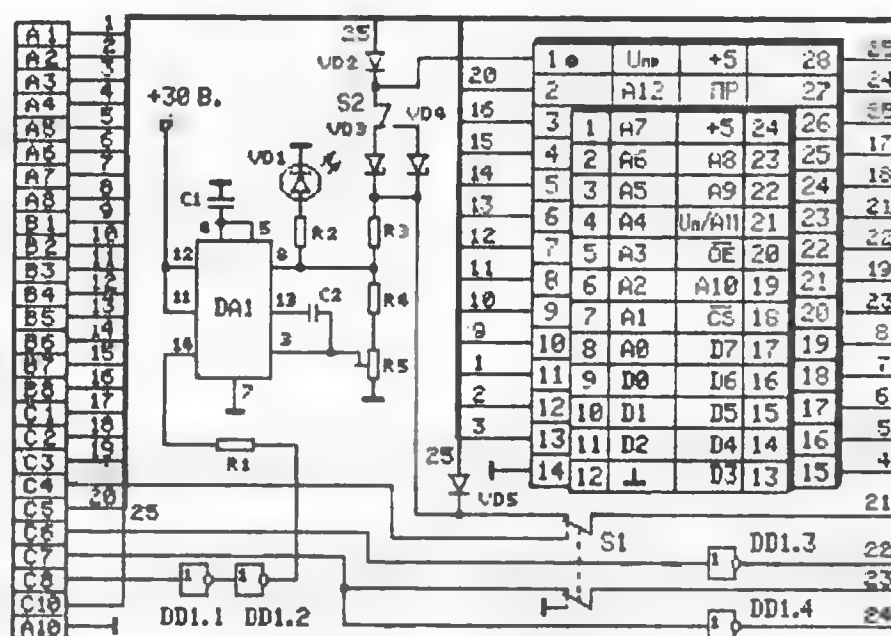 A1 1
A2 2
A3 3
A4 4
A5 5
A6 6
A7 7
A8 8
B1 9
B2 10
B3 11
B4 12
B5 13
B6 14
B7 15
16
C1 17
C2 18
C3 19
C4
C5 20
C6
C7
C8
C10
A10
25
+30 В.
25
VD2
S2
VD3
VD4
VD1
C1
R2
R3
6
5
12
8
DA1
R4
11
13
C2
14
3
R5
7
R1
25
VD5
DD1.1
DD1.2
S1
DD1.3
DD1.4
1
1
1
1
1 Uпр +5 28 25
20 2 A12 ПР 27 24
16 3 1 A7 +5 24 26 25
15 4 2 A6 A8 23 25 17
14 5 3 A5 A9 22 24 18
13 6 4 A4 Uп/A11 21 23 21
12 7 5 A3 OE 20 22 22
11 8 6 A2 A10 19 21 19
10 9 7 A1 CS 18 20 23
9 10 8 A0 D7 17 19 8
1 11 9 D0 D6 16 18 7
2 12 10 D1 D5 15 17 6
3 13 11 D2 D4 14 16 5
14 12 ⊥ D3 13 15 4
21
22
23
24